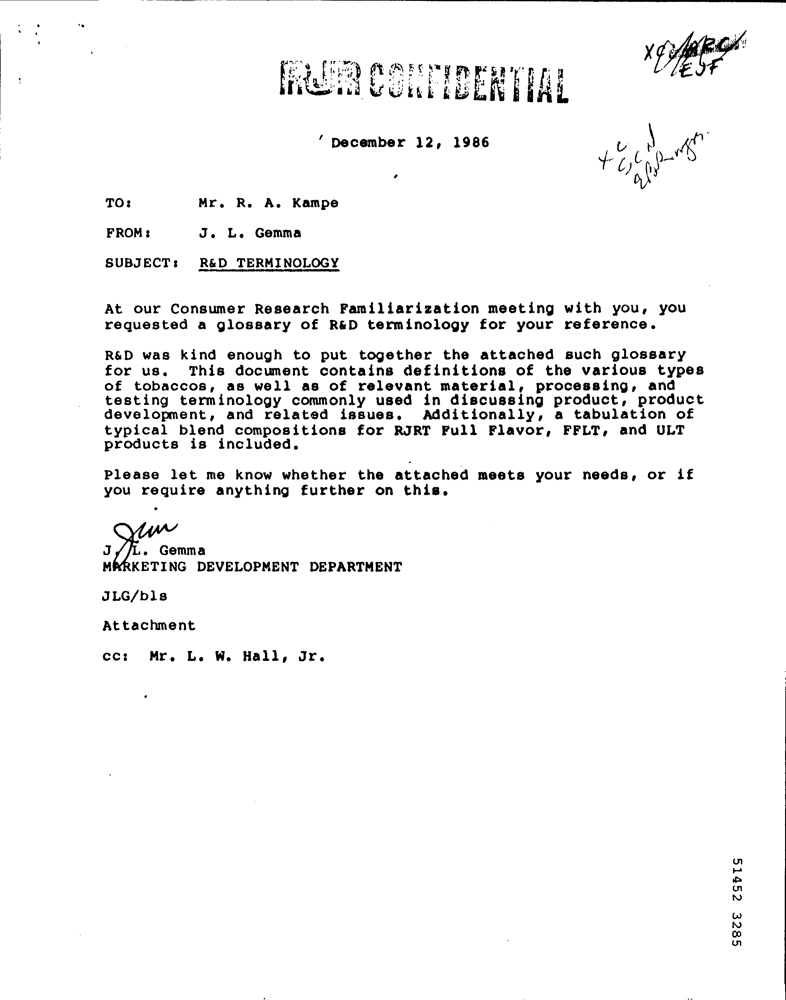 RJR CONFIDENTIAL
December 12, 1986
TO: Mr. R. A. Kampe
FROM: J. L. Gemma
SUBJECT: R&D TERMINOLOGY
At our Consumer Research Familiarization meeting with you, you
requested a glossary of R&D terminology for your reference.
R&D was kind enough to put together the attached such glossary
for us. This document contains definitions of the various types
of tobaccos, as well as of relevant material, processing, and
testing terminology commonly used in discussing product, product
development, and related issues. Additionally, a tabulation of
typical blend compositions for RJRT Full Flavor, FFLT, and ULT
products is included.
Please let me know whether the attached meets your needs, or if
you require anything further on this.
J. L. Gemma
MARKETING DEVELOPMENT DEPARTMENT
JLG/bls
Attachment
cc: Mr. L. W. Hall, Jr.
51452 3285